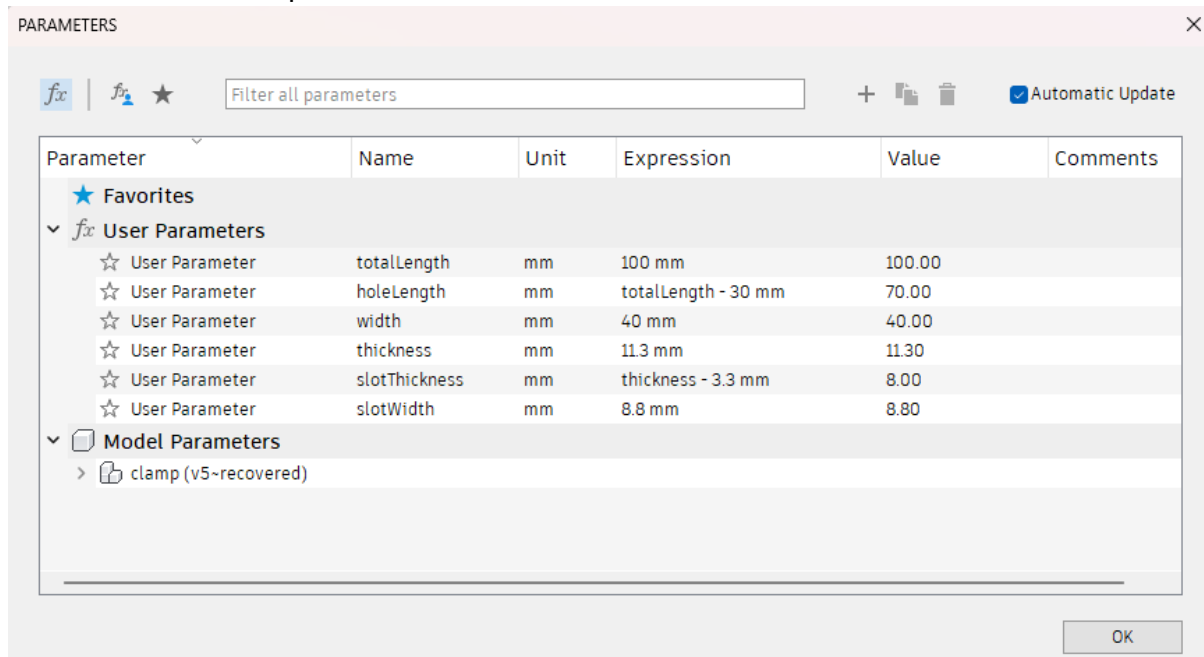 PARAMETERS
fx
Filter all parameters
Automatic Update
Parameter Name Unit Expression Value Comments
Favorites
fx User Parameters
User Parameter totalLength mm 100 mm 100.00
User Parameter holeLength mm totalLength - 30 mm 70.00
User Parameter width mm 40 mm 40.00
User Parameter thickness mm 11.3 mm 11.30
User Parameter slotThickness mm thickness - 3.3 mm 8.00
User Parameter slotWidth mm 8.8 mm 8.80
Model Parameters
clamp (v5~recovered)
OK